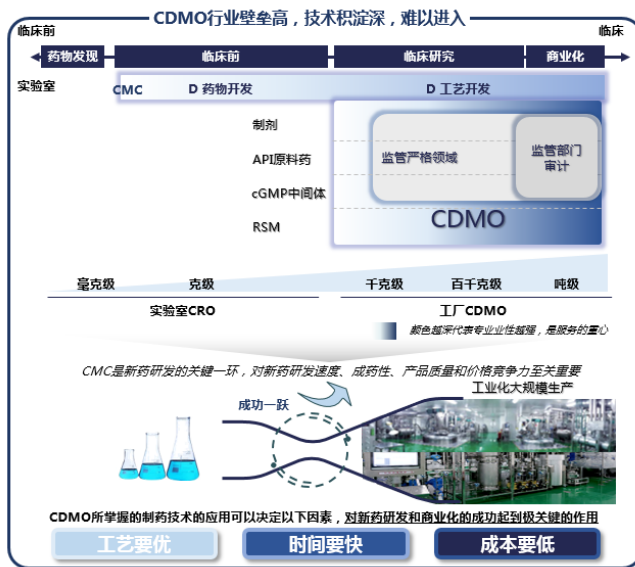 CDMO行业壁垒高，技术积淀深，难以进入
临床前
临床
药物发现
临床前
临床研究
商业化
实验室
CMC
D 药物开发
D 工艺开发
制剂
API原料药
cGMP中间体
RSM
监管严格领域
监管部门
审计
CDMO
毫克级
克级
千克级
百千克级
吨级
实验室CRO
工厂CDMO
颜色越深代表专业业性越强，是服务的重心
CMC是新药研发的关键一环，对新药研发速度、成药性、产品质量和价格竞争力至关重要
工业化大规模生产
成功一跃
CDMO所掌握的制药技术的应用可以决定以下因素，对新药研发和商业化的成功起到极关键的作用
工艺要优
时间要快
成本要低